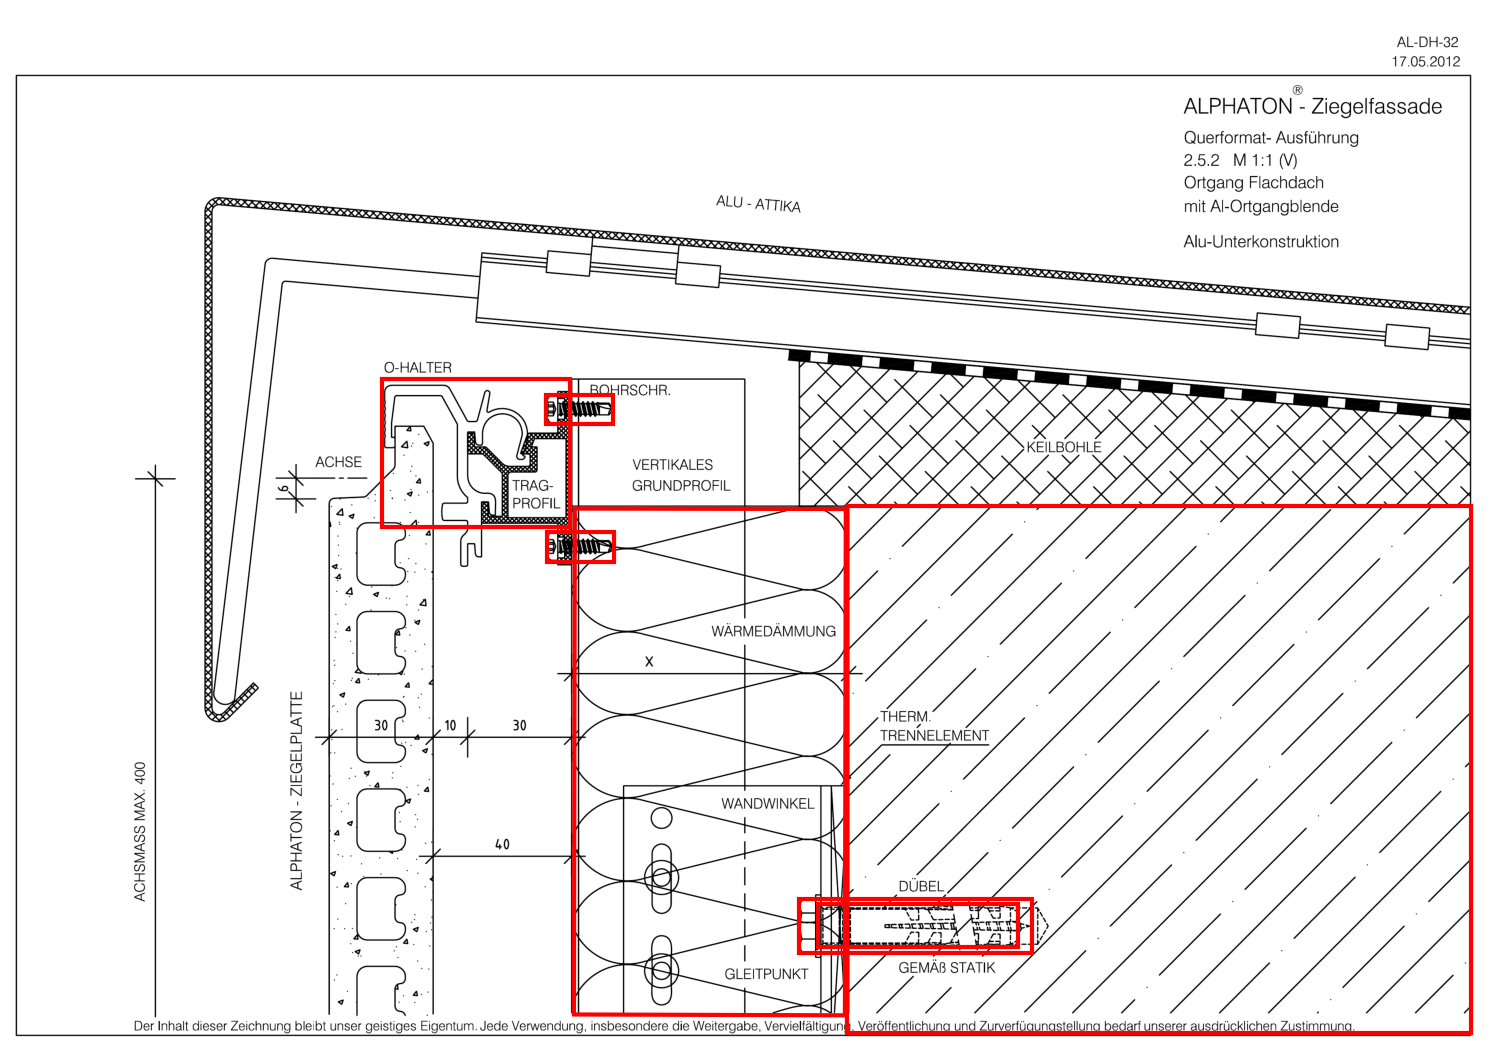 AL-DH-32
17.05.2012
ALPHATON® - Ziegelfassade
Querformat- Ausführung
2.5.2 M 1:1 (V)
Ortgang Flachdach
mit Al-Ortgangblende
Alu-Unterkonstruktion
ALU - ATTIKA
O-HALTER
BOHRSCHR.
KEILBOHLE
ACHSE
VERTIKALES
GRUNDPROFIL
TRAG-
PROFIL
6
WÄRMEDÄMMUNG
X
THERM.
TRENNELEMENT
30
10
30
ALPHATON - ZIEGELPLATTE
ACHSMASS MAX. 400
WANDWINKEL
40
DÜBEL
GEMÄß STATIK
GLEITPUNKT
Der Inhalt dieser Zeichnung bleibt unser geistiges Eigentum. Jede Verwendung, insbesondere die Weitergabe, Vervielfältigung, Veröffentlichung und Zurverfügungstellung bedarf unserer ausdrücklichen Zustimmung.